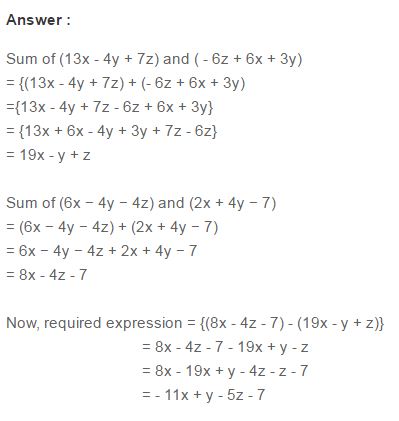 Answer :
Sum of (13x - 4y + 7z) and ( - 6z + 6x + 3y)
= {(13x - 4y + 7z) + (- 6z + 6x + 3y)
={13x - 4y + 7z - 6z + 6x + 3y}
= {13x + 6x - 4y + 3y + 7z - 6z}
= 19x - y + z
Sum of (6x − 4y − 4z) and (2x + 4y − 7)
= (6x − 4y − 4z) + (2x + 4y − 7)
= 6x − 4y − 4z + 2x + 4y − 7
= 8x - 4z - 7
Now, required expression = {(8x - 4z - 7) - (19x - y + z)}
= 8x - 4z - 7 - 19x + y - z
= 8x - 19x + y - 4z - z - 7
= - 11x + y - 5z - 7